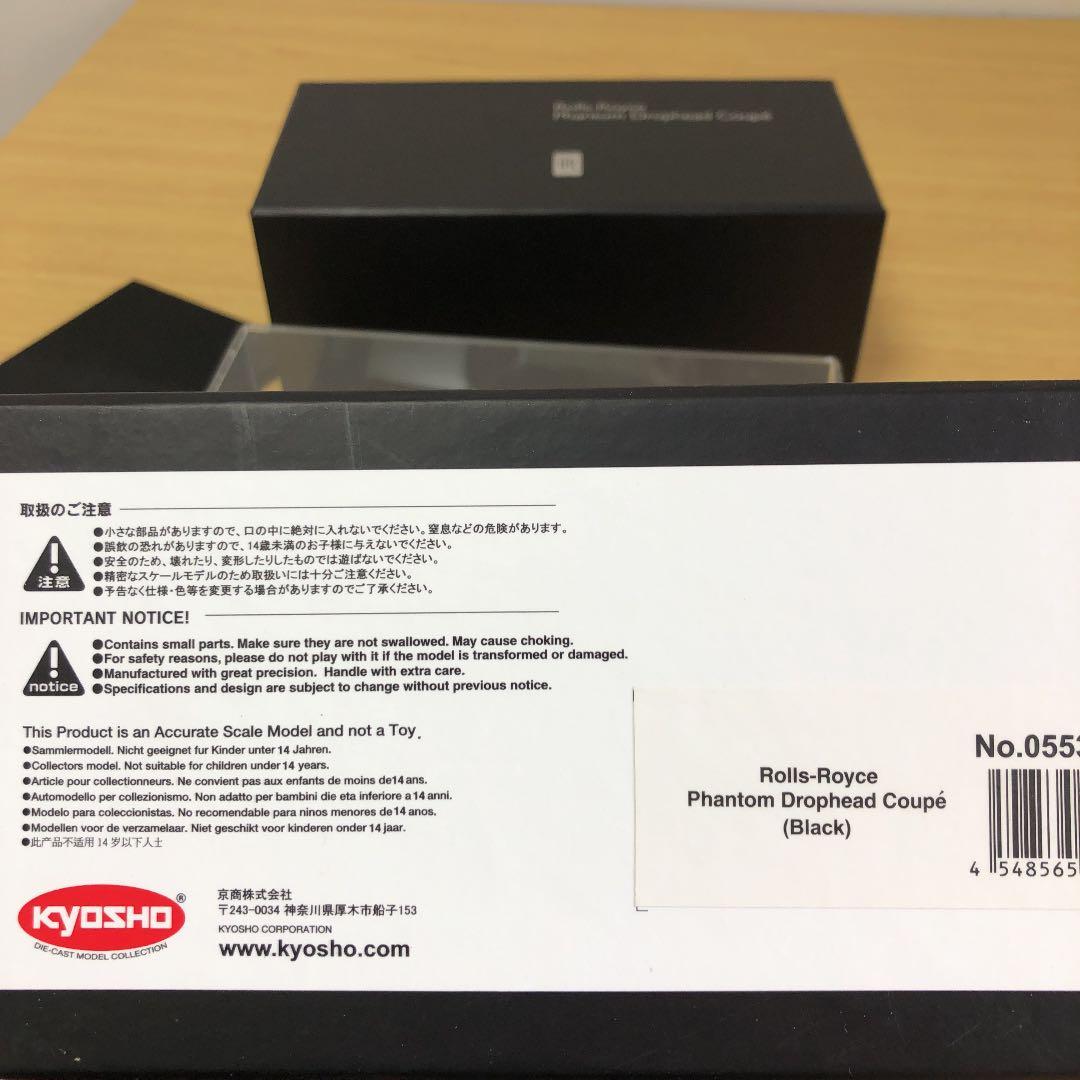 Rolls-Royce
Phantom Drophead Coupé
取扱のご注意
注意
●小さな部品がありますので、口の中に絶対に入れないでください。窒息などの危険があります。
●誤飲の恐れがありますので、14歳未満のお子様に与えないでください。
●安全のため、壊れたり、変形したりしたものでは遊ばないでください。
●精密なスケールモデルのため取扱いには十分ご注意ください。
●予告なく仕様・色等を変更する場合がありますのでご了承ください。
IMPORTANT NOTICE!
notice
●Contains small parts. Make sure they are not swallowed. May cause choking.
●For safety reasons, please do not play with it if the model is transformed or damaged.
●Manufactured with great precision. Handle with extra care.
●Specifications and design are subject to change without previous notice.
This Product is an Accurate Scale Model and not a Toy.
●Sammlermodell. Nicht geeignet fur Kinder unter 14 Jahren.
●Collectors model. Not suitable for children under 14 years.
●Article pour collectionneurs. Ne convient pas aux enfants de moins de14 ans.
●Automodello per collezionismo. Non adatto per bambini die eta inferiore a 14 anni.
●Modelo para coleccionistas. No recomendable para ninos menores de14 anos.
●Modellen voor de verzamelaar. Niet geschikt voor kinderen onder 14 jaar.
●此产品不适用 14 岁以下人士
KYOSHO®
DIE-CAST MODEL COLLECTION
京商株式会社
〒243-0034 神奈川県厚木市船子153
KYOSHO CORPORATION
www.kyosho.com
No.0553
Rolls-Royce
Phantom Drophead Coupé
(Black)
4 548565